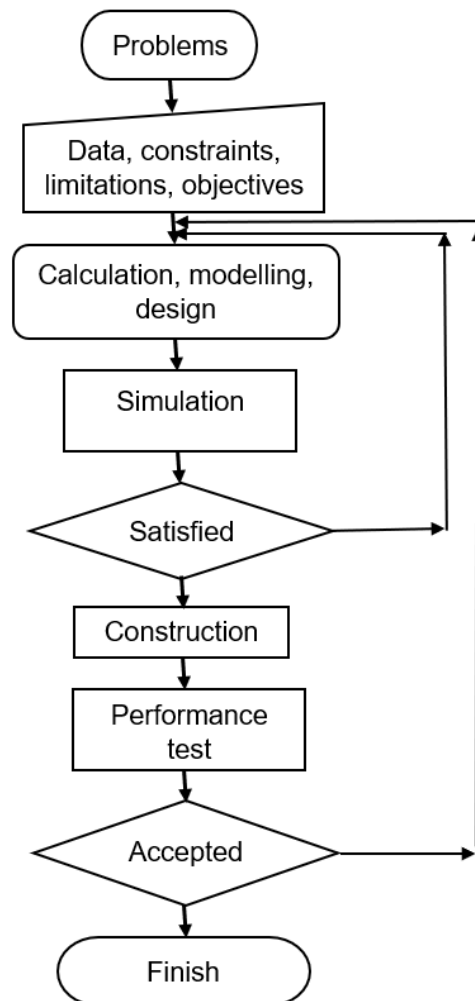 Problems
Data, constraints,
limitations, objectives
Calculation, modelling,
design
Simulation
Satisfied
Construction
Performance
test
Accepted
Finish